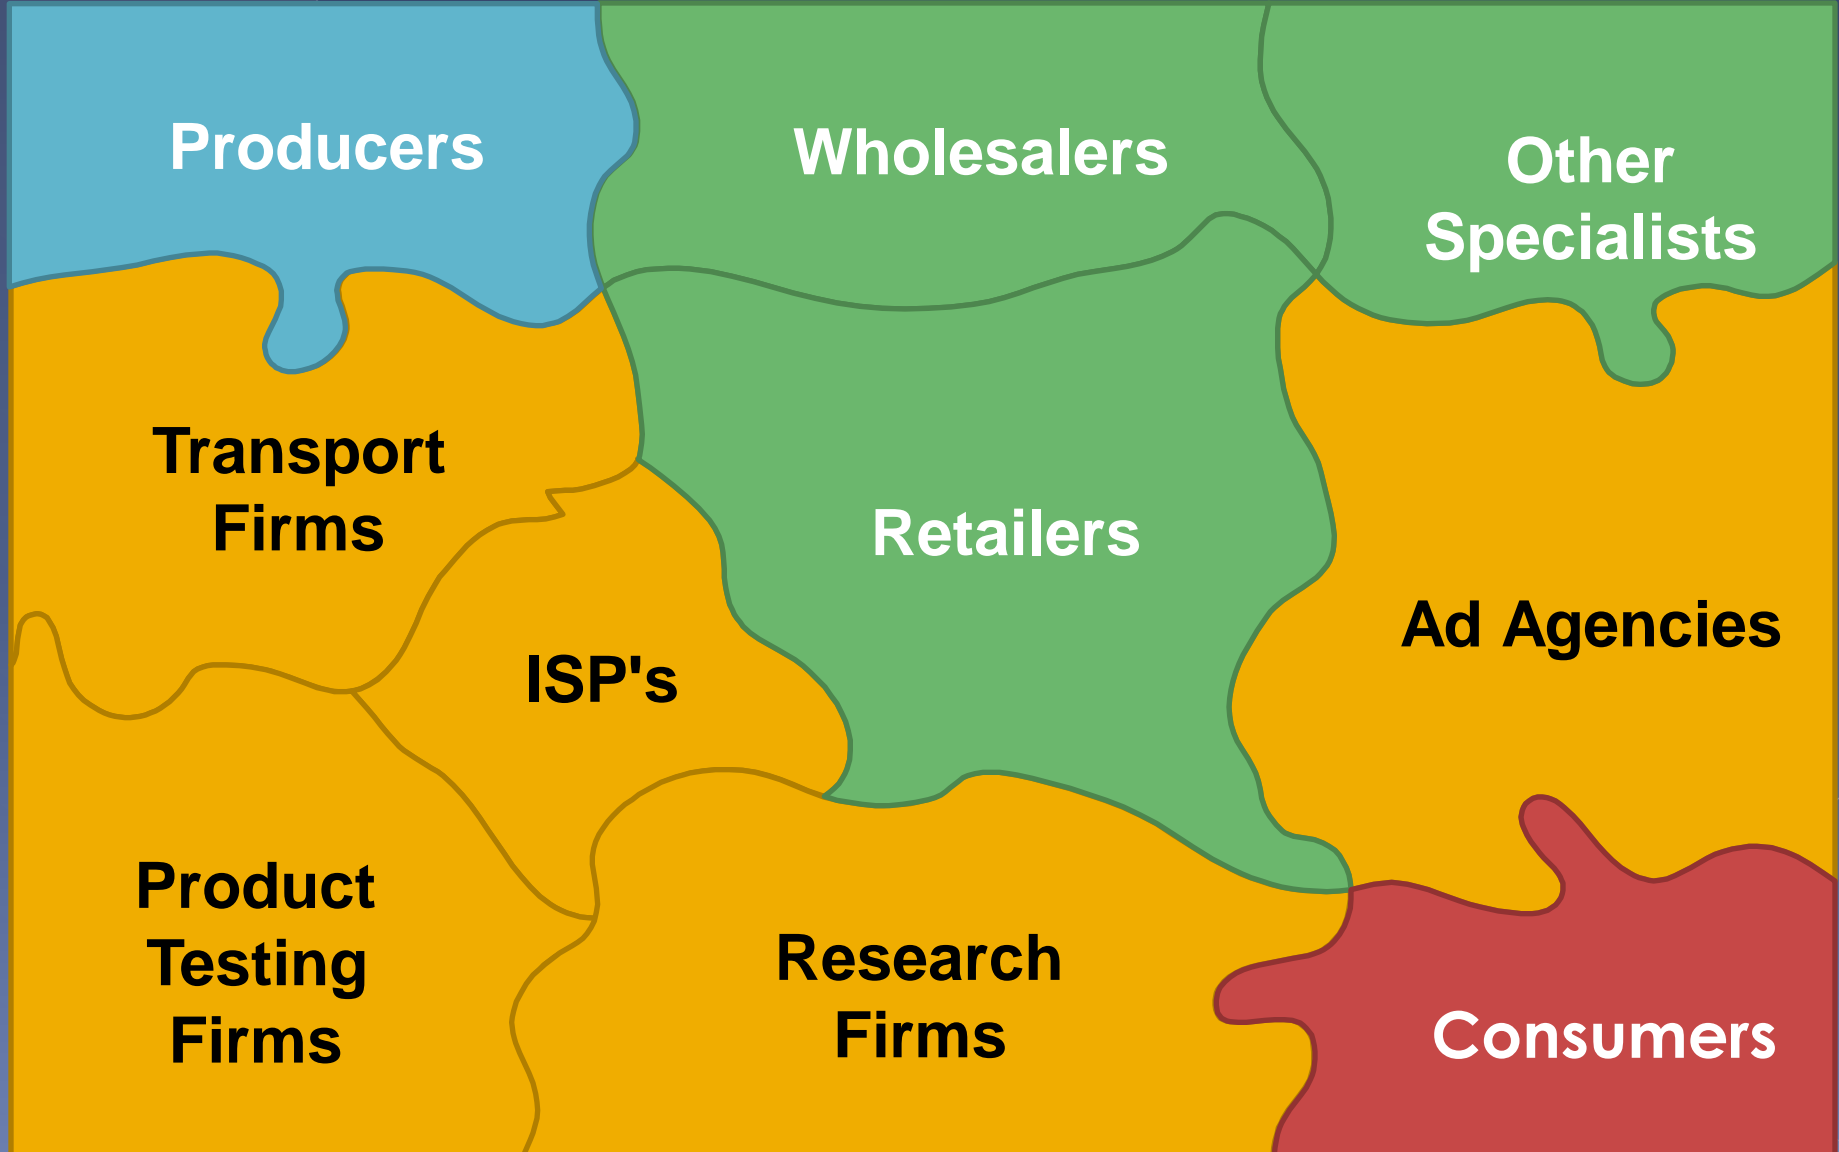 Producers
Wholesalers
Other
Specialists
Transport
Firms
Retailers
Ad Agencies
ISP's
Product
Testing
Firms
Research
Firms
Consumers